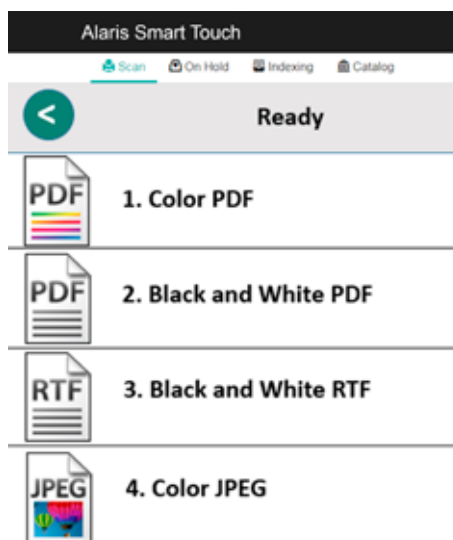 Alaris Smart Touch
Scan On Hold Indexing Catalog
< Ready
PDF 1. Color PDF
PDF 2. Black and White PDF
RTF 3. Black and White RTF
JPEG 4. Color JPEG